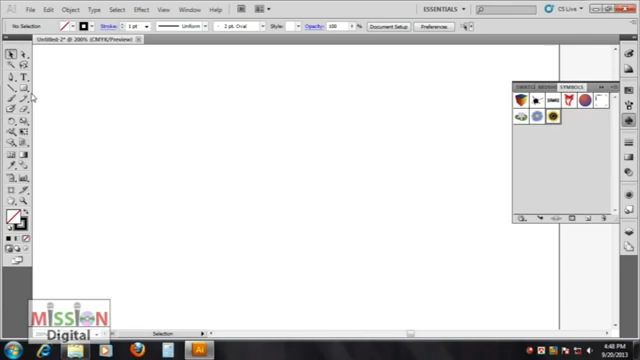 Ai File Edit Object Type Select Effect View Window Help ESSENTIALS CS Live
No Selection Stroke: 1 pt Uniform 2 pt. Oval Style: Opacity: 100 % Document Setup Preferences
Untitled-2* @ 200% (CMYK/Preview)
SYMBOLS
T
MISSION
Digital
Selection
Ai
4:48 PM
9/20/2013